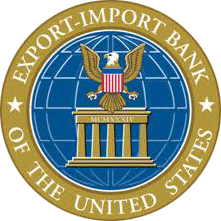 EXPORT-IMPORT BANK
OF THE UNITED STATES
MCMXXXIV